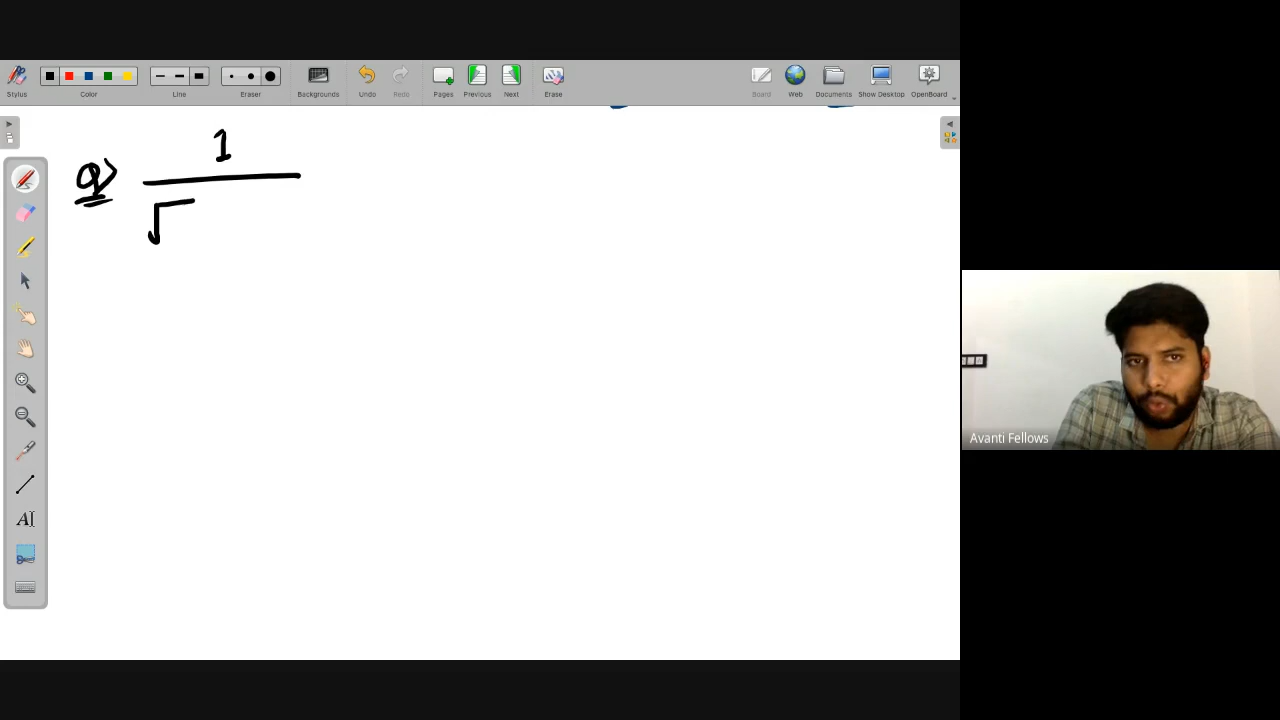 Stylus
Color
Line
Eraser
Backgrounds
Undo
Redo
Pages
Previous
Next
Erase
Board
Web
Documents
Show Desktop
OpenBoard
Q> 1
√
AI
Avanti Fellows